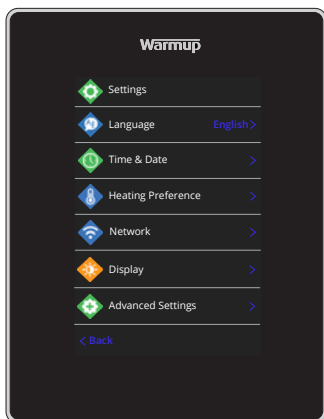 Warmup
Settings
Language English >
Time & Date >
Heating Preference >
Network >
Display >
Advanced Settings >
< Back